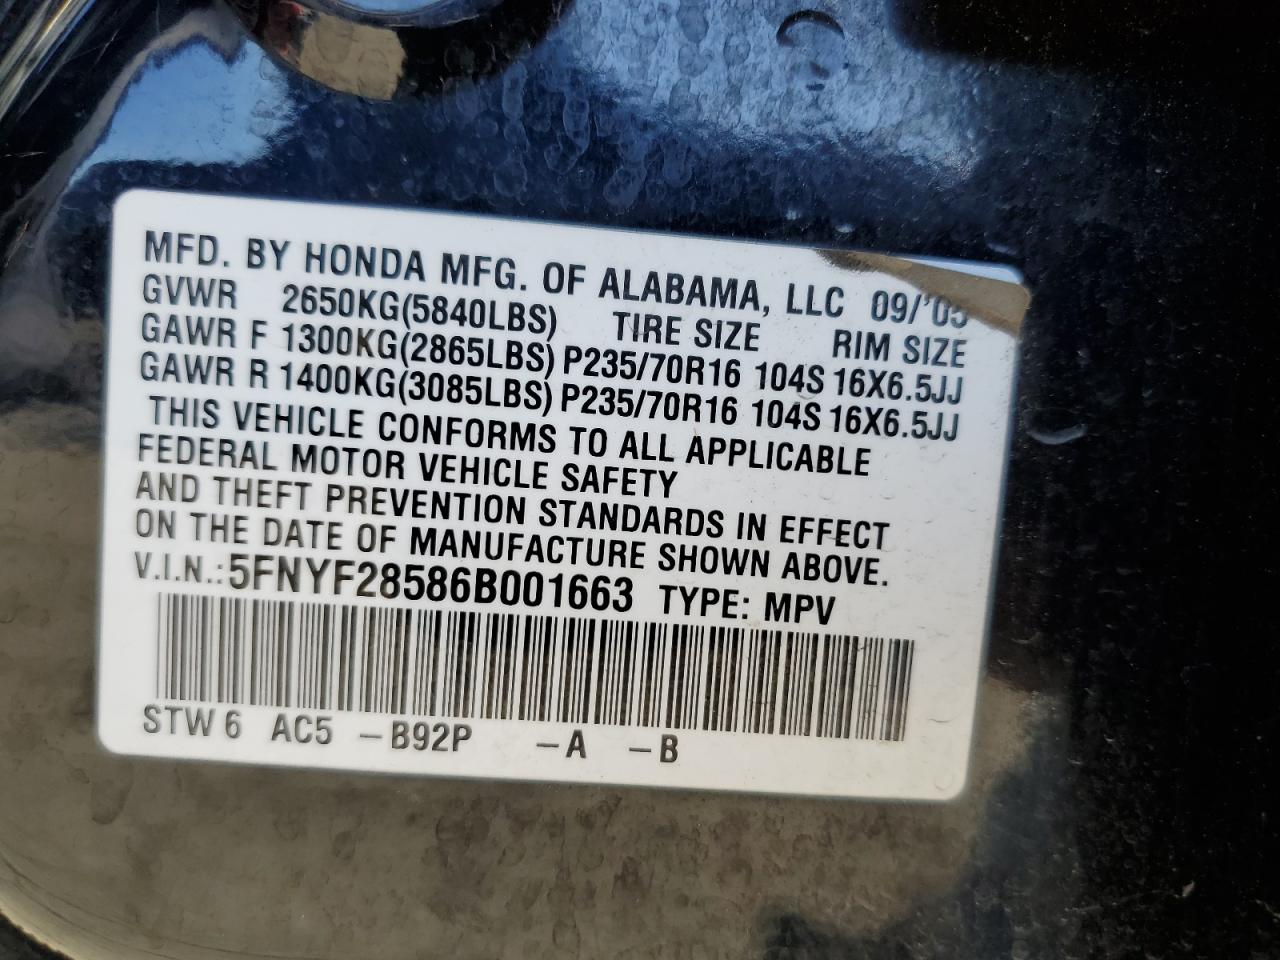 MFD. BY HONDA MFG. OF ALABAMA, LLC 09/'05
GVWR 2650KG(5840LBS) TIRE SIZE RIM SIZE
GAWR F 1300KG(2865LBS) P235/70R16 104S 16X6.5JJ
GAWR R 1400KG(3085LBS) P235/70R16 104S 16X6.5JJ
THIS VEHICLE CONFORMS TO ALL APPLICABLE
FEDERAL MOTOR VEHICLE SAFETY
AND THEFT PREVENTION STANDARDS IN EFFECT
ON THE DATE OF MANUFACTURE SHOWN ABOVE.
V.I.N.: 5FNYF28586B001663 TYPE: MPV
STW6 AC5 –B92P –A –B